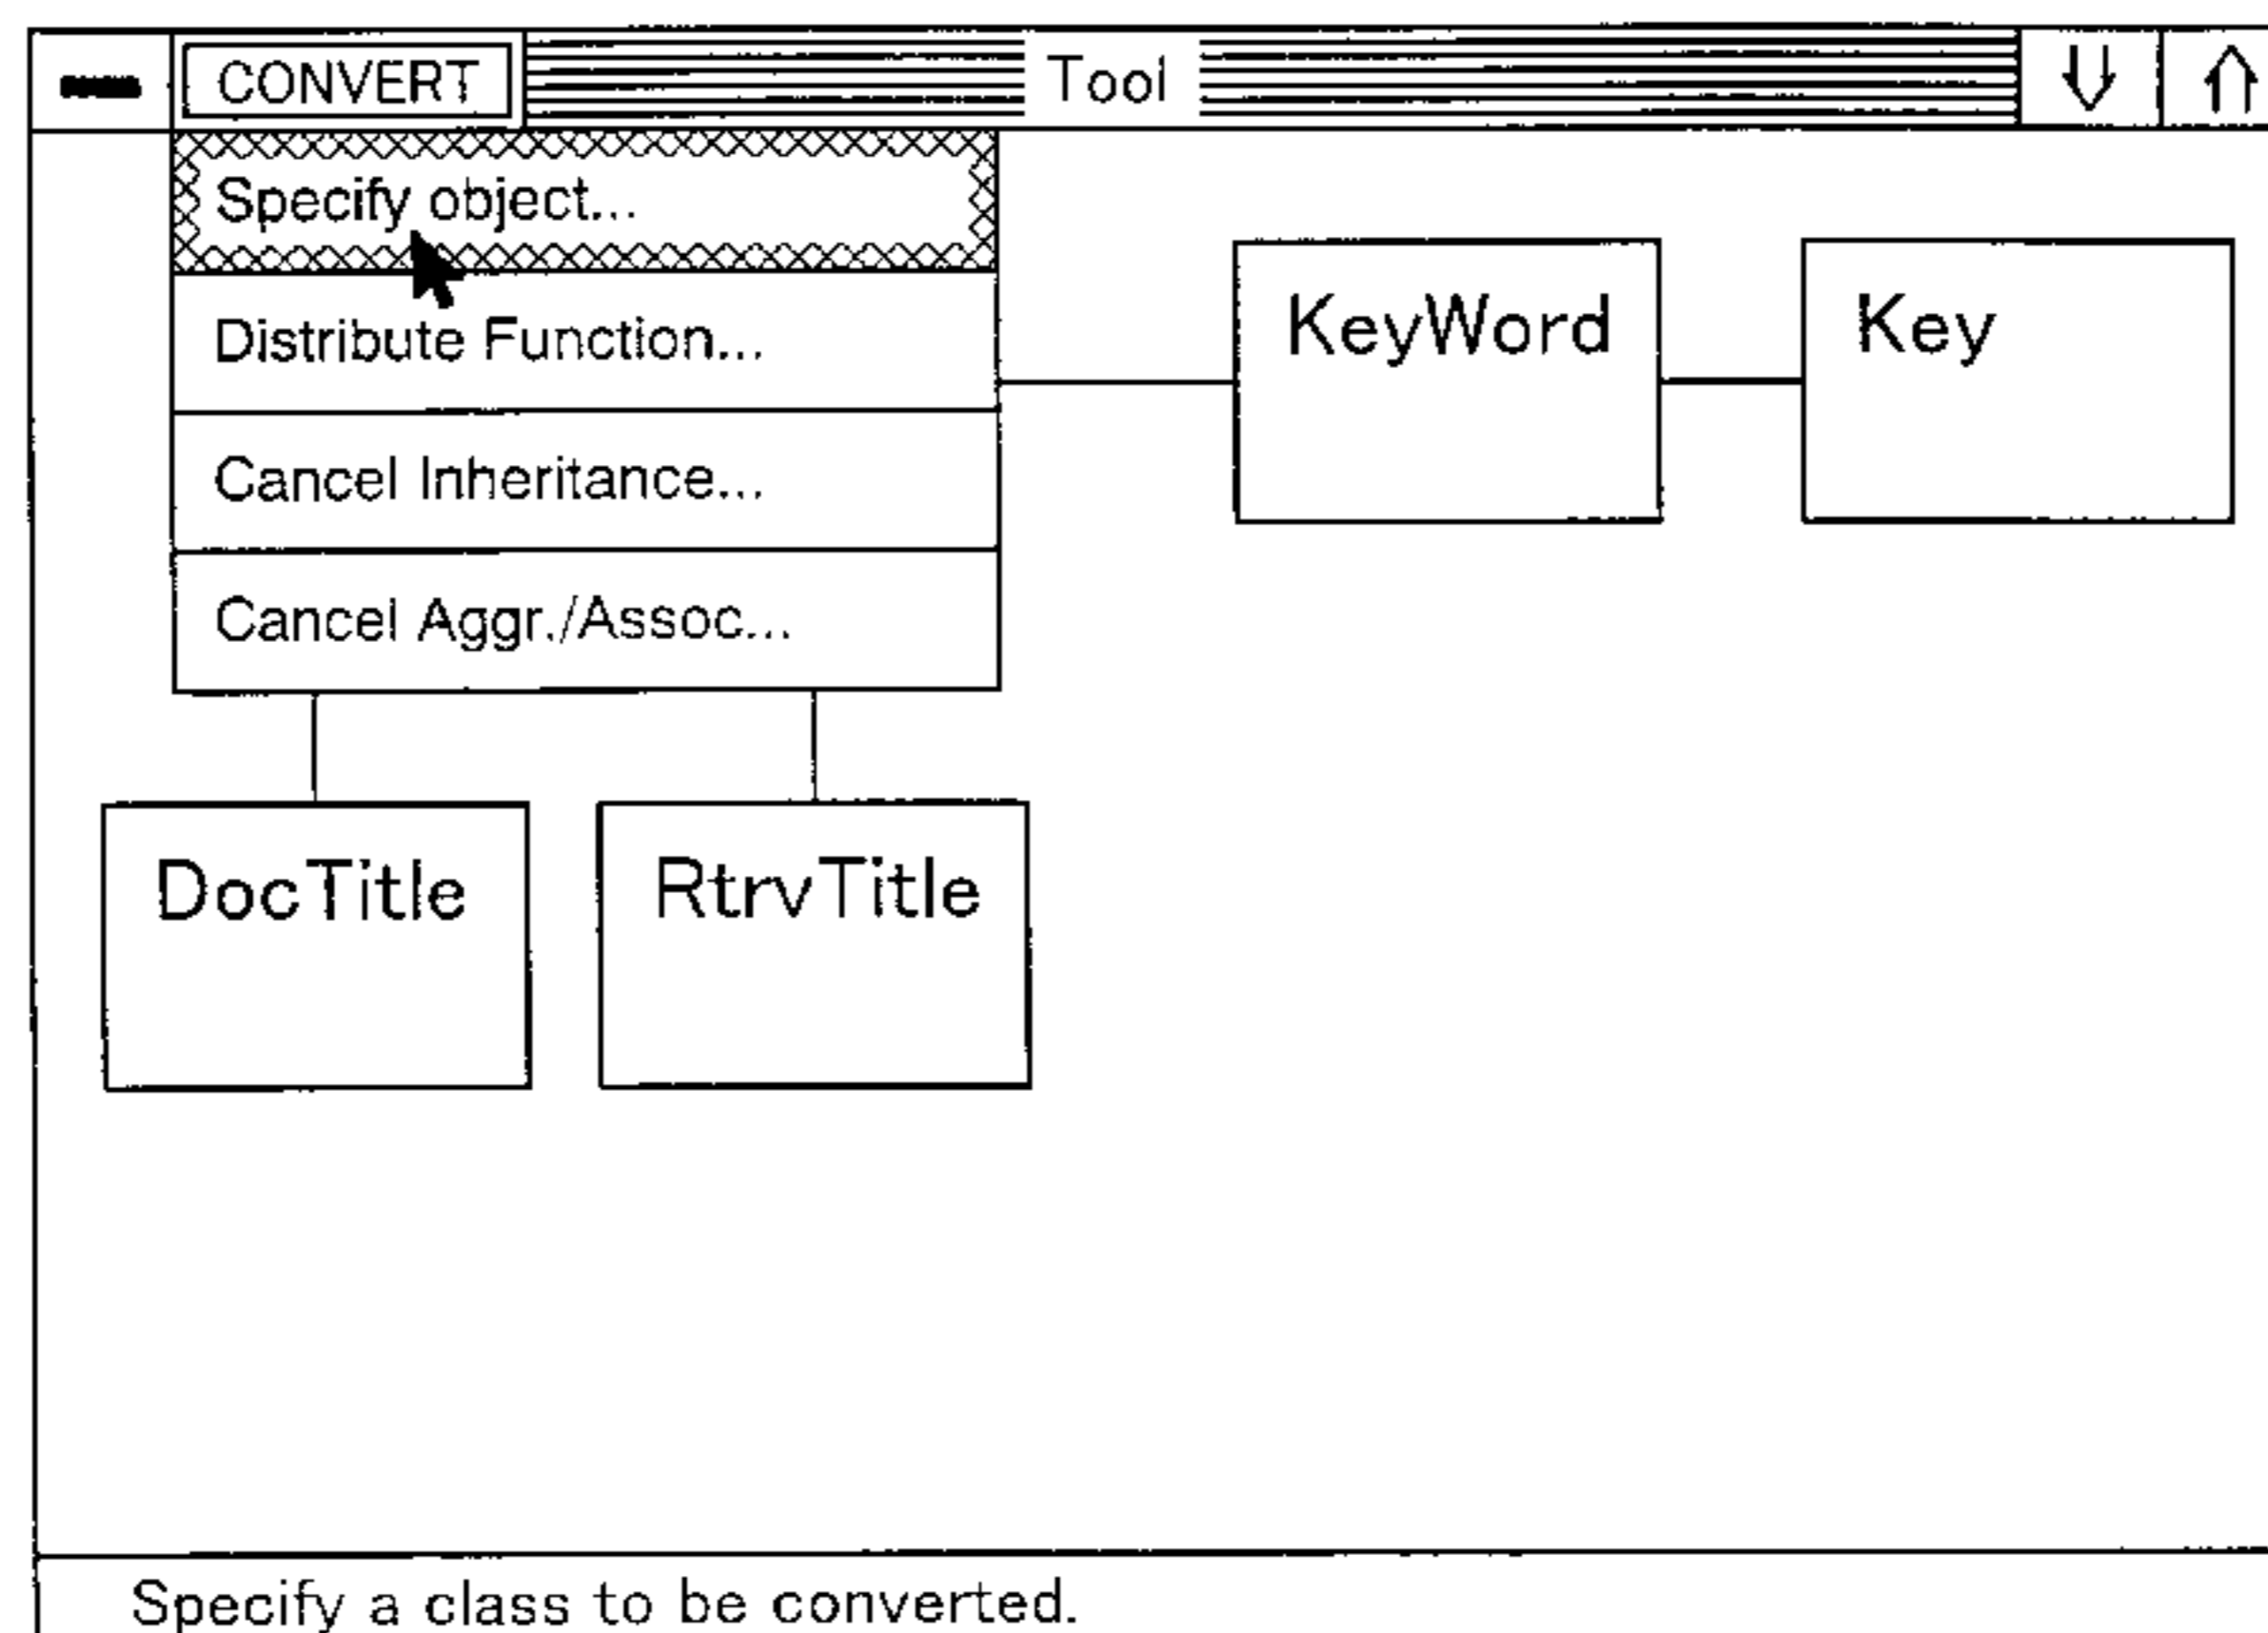 CONVERT Tool
Specify object...
Distribute Function...
Cancel Inheritance...
Cancel Aggr./Assoc...
KeyWord Key
DocTitle RtrvTitle
Specify a class to be converted.